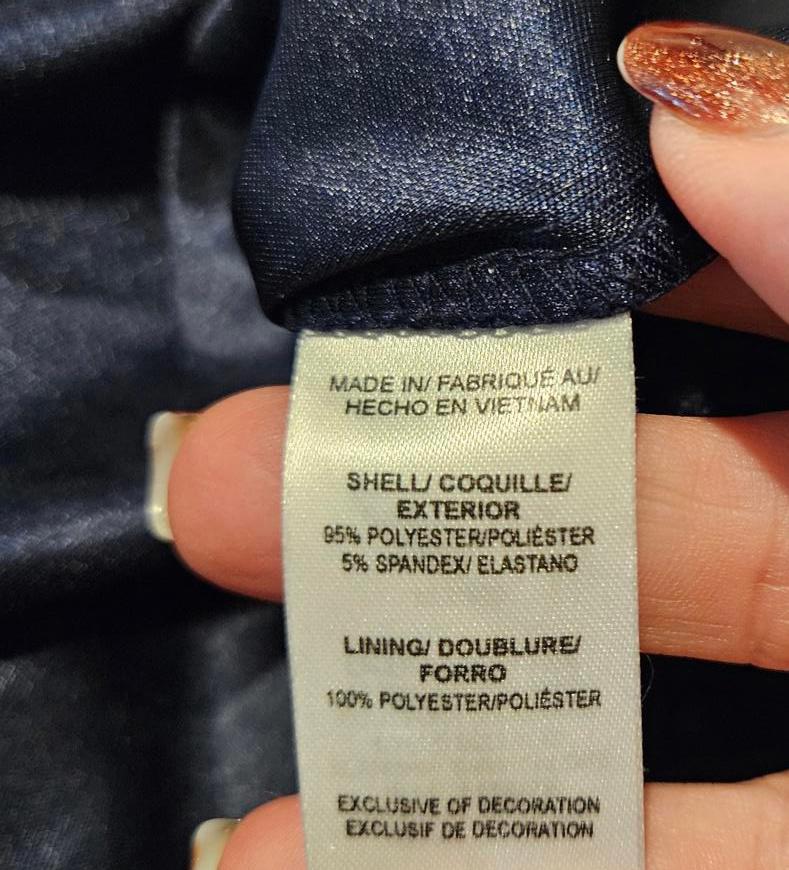 MADE IN/ FABRIQUÉ AU/
HECHO EN VIETNAM
SHELL/ COQUILLE/
EXTERIOR
95% POLYESTER/POLIÉSTER
5% SPANDEX/ ELASTANO
LINING/ DOUBLURE/
FORRO
100% POLYESTER/POLIÉSTER
EXCLUSIVE OF DECORATION
EXCLUSIF DE DÉCORATION